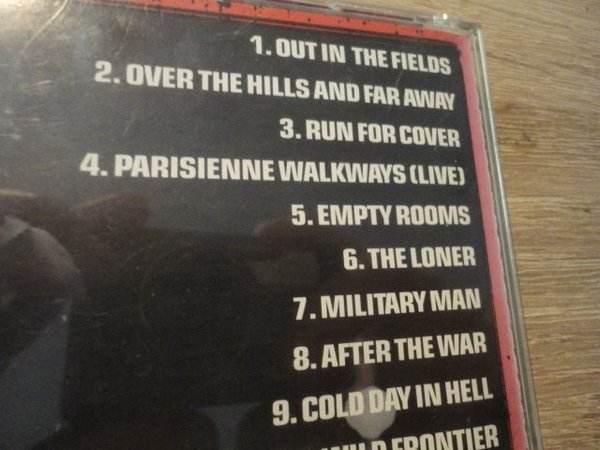 1. OUT IN THE FIELDS
2. OVER THE HILLS AND FAR AWAY
3. RUN FOR COVER
4. PARISIENNE WALKWAYS (LIVE)
5. EMPTY ROOMS
6. THE LONER
7. MILITARY MAN
8. AFTER THE WAR
9. COLD DAY IN HELL
WILD FRONTIER